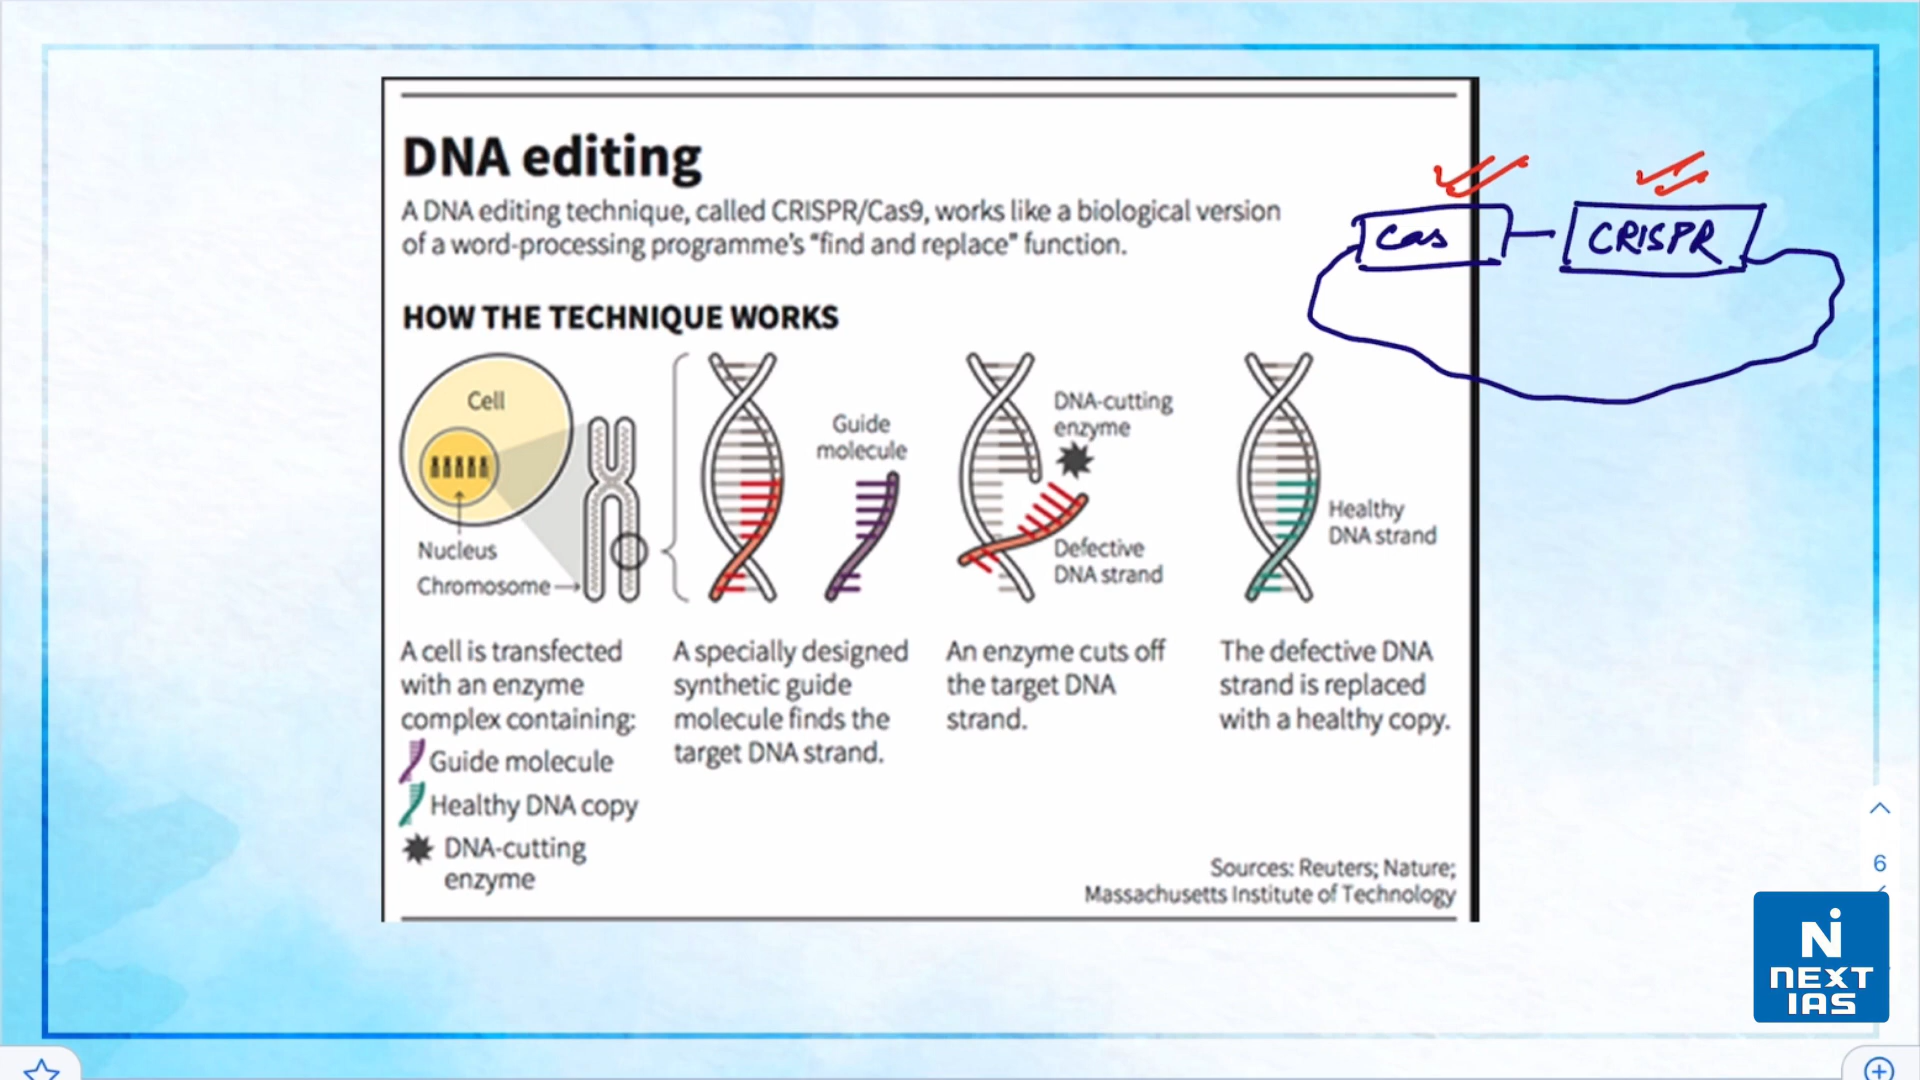 DNA editing
A DNA editing technique, called CRISPR/Cas9, works like a biological version
of a word-processing programme's "find and replace" function.
Cas
CRISPR
HOW THE TECHNIQUE WORKS
Cell
Nucleus
Chromosome
Guide
molecule
DNA-cutting
enzyme
Defective
DNA strand
Healthy
DNA strand
A cell is transfected
with an enzyme
complex containing:
Guide molecule
Healthy DNA copy
DNA-cutting
enzyme
A specially designed
synthetic guide
molecule finds the
target DNA strand.
An enzyme cuts off
the target DNA
strand.
The defective DNA
strand is replaced
with a healthy copy.
Sources: Reuters; Nature;
Massachusetts Institute of Technology
6
N
NEXT
IAS